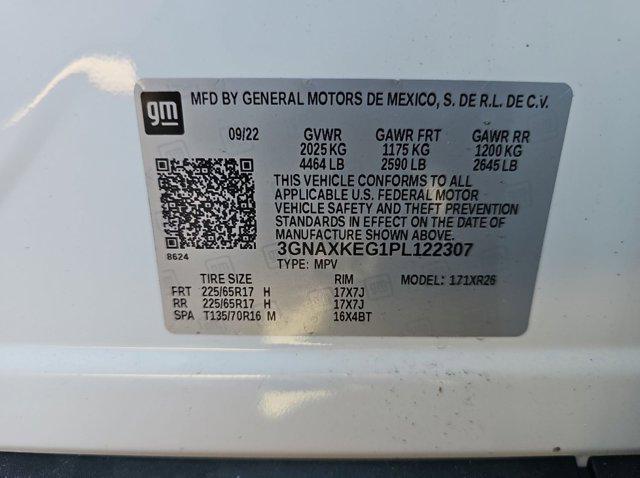 gm MFD BY GENERAL MOTORS DE MEXICO, S. DE R.L. DE C.V.
09/22 GVWR GAWR FRT GAWR RR
2025 KG 1175 KG 1200 KG
4464 LB 2590 LB 2645 LB
THIS VEHICLE CONFORMS TO ALL
APPLICABLE U.S. FEDERAL MOTOR
VEHICLE SAFETY AND THEFT PREVENTION
STANDARDS IN EFFECT ON THE DATE OF
MANUFACTURE SHOWN ABOVE.
3GNAXKEG1PL122307
8624 TYPE: MPV
TIRE SIZE RIM MODEL: 1.71XR26
FRT 225/65R17 H 17X7J
RR 225/65R17 H 17X7J
SPA T135/70R16 M 16X4BT